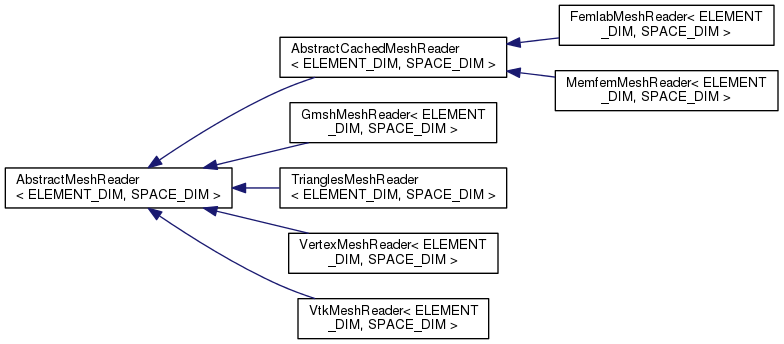 FemlabMeshReader< ELEMENT
_DIM, SPACE_DIM >
AbstractCachedMeshReader
< ELEMENT_DIM, SPACE_DIM >
MemfemMeshReader< ELEMENT
_DIM, SPACE_DIM >
GmshMeshReader< ELEMENT
_DIM, SPACE_DIM >
AbstractMeshReader
< ELEMENT_DIM, SPACE_DIM >
TrianglesMeshReader
< ELEMENT_DIM, SPACE_DIM >
VertexMeshReader< ELEMENT
_DIM, SPACE_DIM >
VtkMeshReader< ELEMENT
_DIM, SPACE_DIM >